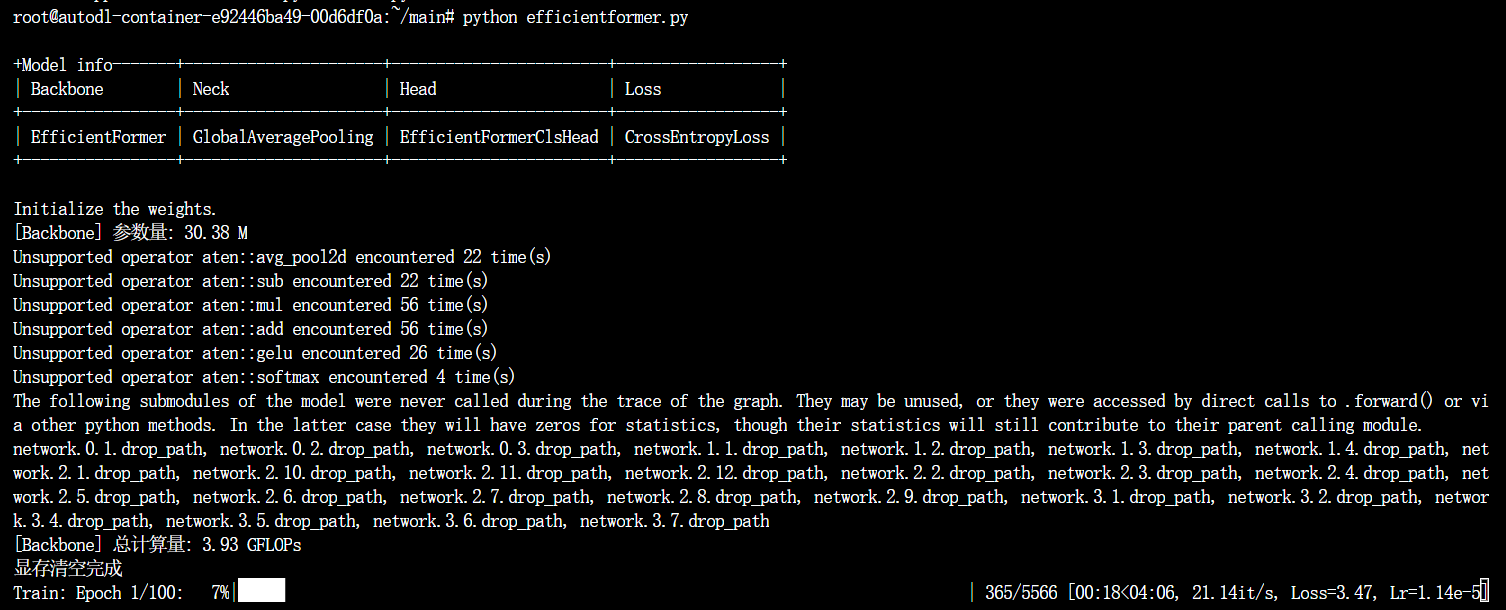 root@autodl-container-e92446ba49-00d6df0a:~/main# python efficientformer.py
+Model info-------+-----------------------+-------------------------+------------------+
| Backbone | Neck | Head | Loss |
| EfficientFormer | GlobalAveragePooling | EfficientFormerClsHead | CrossEntropyLoss |
Initialize the weights.
[Backbone] 参数量: 30.38 M
Unsupported operator aten::avg_pool2d encountered 22 time(s)
Unsupported operator aten::sub encountered 22 time(s)
Unsupported operator aten::mul encountered 56 time(s)
Unsupported operator aten::add encountered 56 time(s)
Unsupported operator aten::gelu encountered 26 time(s)
Unsupported operator aten::softmax encountered 4 time(s)
The following submodules of the model were never called during the trace of the graph. They may be unused, or they were accessed by direct calls to .forward() or vi
a other python methods. In the latter case they will have zeros for statistics, though their statistics will still contribute to their parent calling module.
network.0.1.drop_path, network.0.2.drop_path, network.0.3.drop_path, network.1.1.drop_path, network.1.2.drop_path, network.1.3.drop_path, network.1.4.drop_path, net
work.2.1.drop_path, network.2.10.drop_path, network.2.11.drop_path, network.2.12.drop_path, network.2.2.drop_path, network.2.3.drop_path, network.2.4.drop_path, net
work.2.5.drop_path, network.2.6.drop_path, network.2.7.drop_path, network.2.8.drop_path, network.2.9.drop_path, network.3.1.drop_path, network.3.2.drop_path, networ
k.3.4.drop_path, network.3.5.drop_path, network.3.6.drop_path, network.3.7.drop_path
[Backbone] 总计算量: 3.93 GFLOPs
显存清空完成
Train: Epoch 1/100: 7%| | 365/5566 [00:18<04:06, 21.14it/s, Loss=3.47, Lr=1.14e-5]